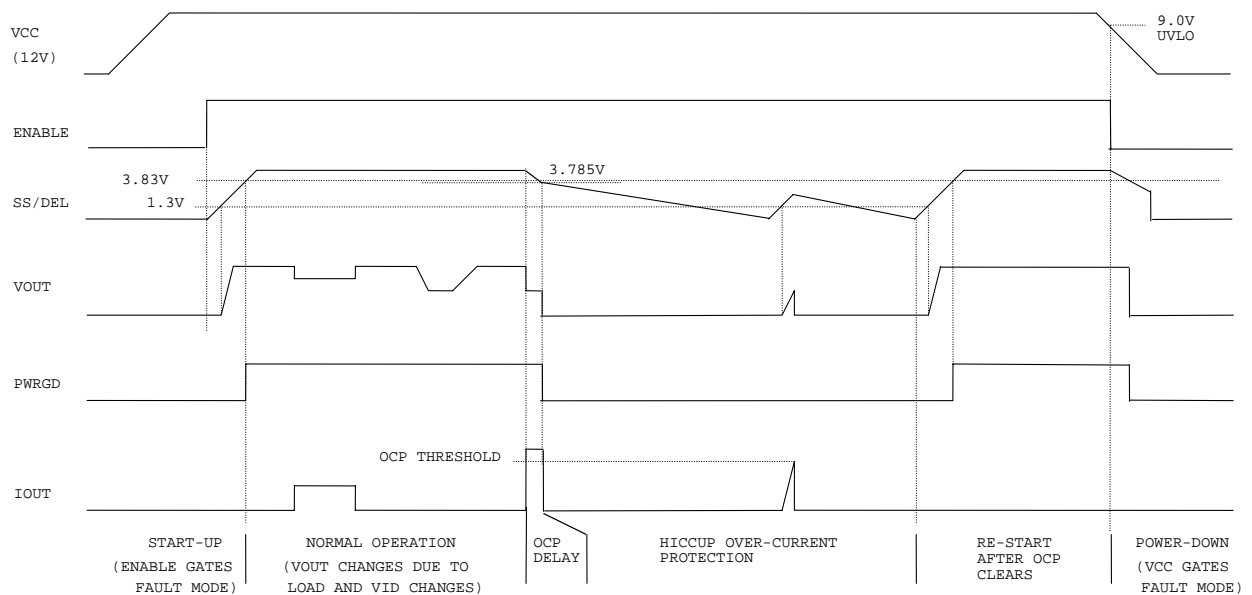 VCC
(12V)
9.0V
UVLO
ENABLE
3.83V
3.785V
SS/DEL
1.3V
VOUT
PWRGD
OCP THRESHOLD
IOUT
START-UP
(ENABLE GATES
FAULT MODE)
NORMAL OPERATION
(VOUT CHANGES DUE TO
LOAD AND VID CHANGES)
OCP
DELAY
HICCUP OVER-CURRENT
PROTECTION
RE-START
AFTER OCP
CLEARS
POWER-DOWN
(VCC GATES
FAULT MODE)